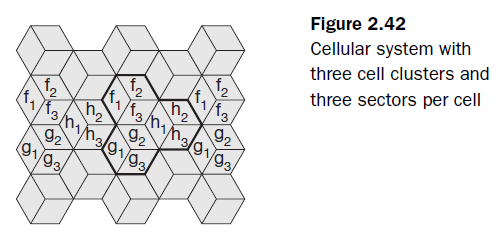 f₂ f₂ f₂
f₁ f₁ f₁
f₃ h₂ f₃ h₂ f₃
h₁ h₁
g₂ h₃ g₂ h₃ g₂
g₁ g₁ g₁
g₃ g₃ g₃
Figure 2.42
Cellular system with
three cell clusters and
three sectors per cell